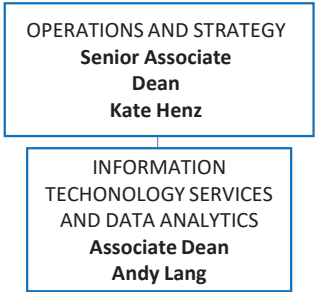 OPERATIONS AND STRATEGY
Senior Associate
Dean
Kate Henz
INFORMATION
TECHONOLOGY SERVICES
AND DATA ANALYTICS
Associate Dean
Andy Lang